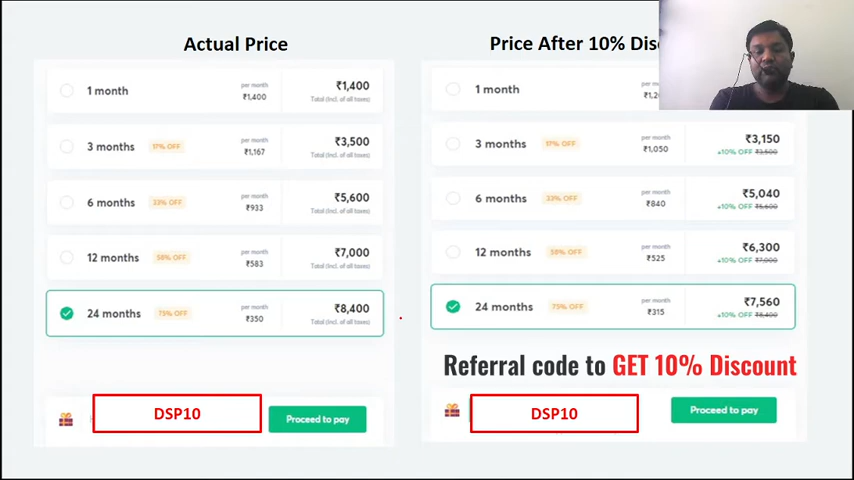 Actual Price
1 month
per month
₹1,400
₹1,400
Total (Incl. of all taxes)
3 months
17% OFF
per month
₹1,167
₹3,500
Total (Incl. of all taxes)
6 months
33% OFF
per month
₹933
₹5,600
Total (Incl. of all taxes)
12 months
58% OFF
per month
₹583
₹7,000
Total (Incl. of all taxes)
24 months
75% OFF
per month
₹350
₹8,400
Total (Incl. of all taxes)
DSP10
Proceed to pay
Price After 10%
1 month
per
3 months
17% OFF
per month
₹1,050
₹3,150
+10% OFF ₹3,500
6 months
33% OFF
per month
₹840
₹5,040
+10% OFF ₹5,600
12 months
58% OFF
per month
₹525
₹6,300
+10% OFF ₹7,000
24 months
75% OFF
per month
₹315
₹7,560
+10% OFF ₹8,400
Referral code to GET 10% Discount
DSP10
Proceed to pay